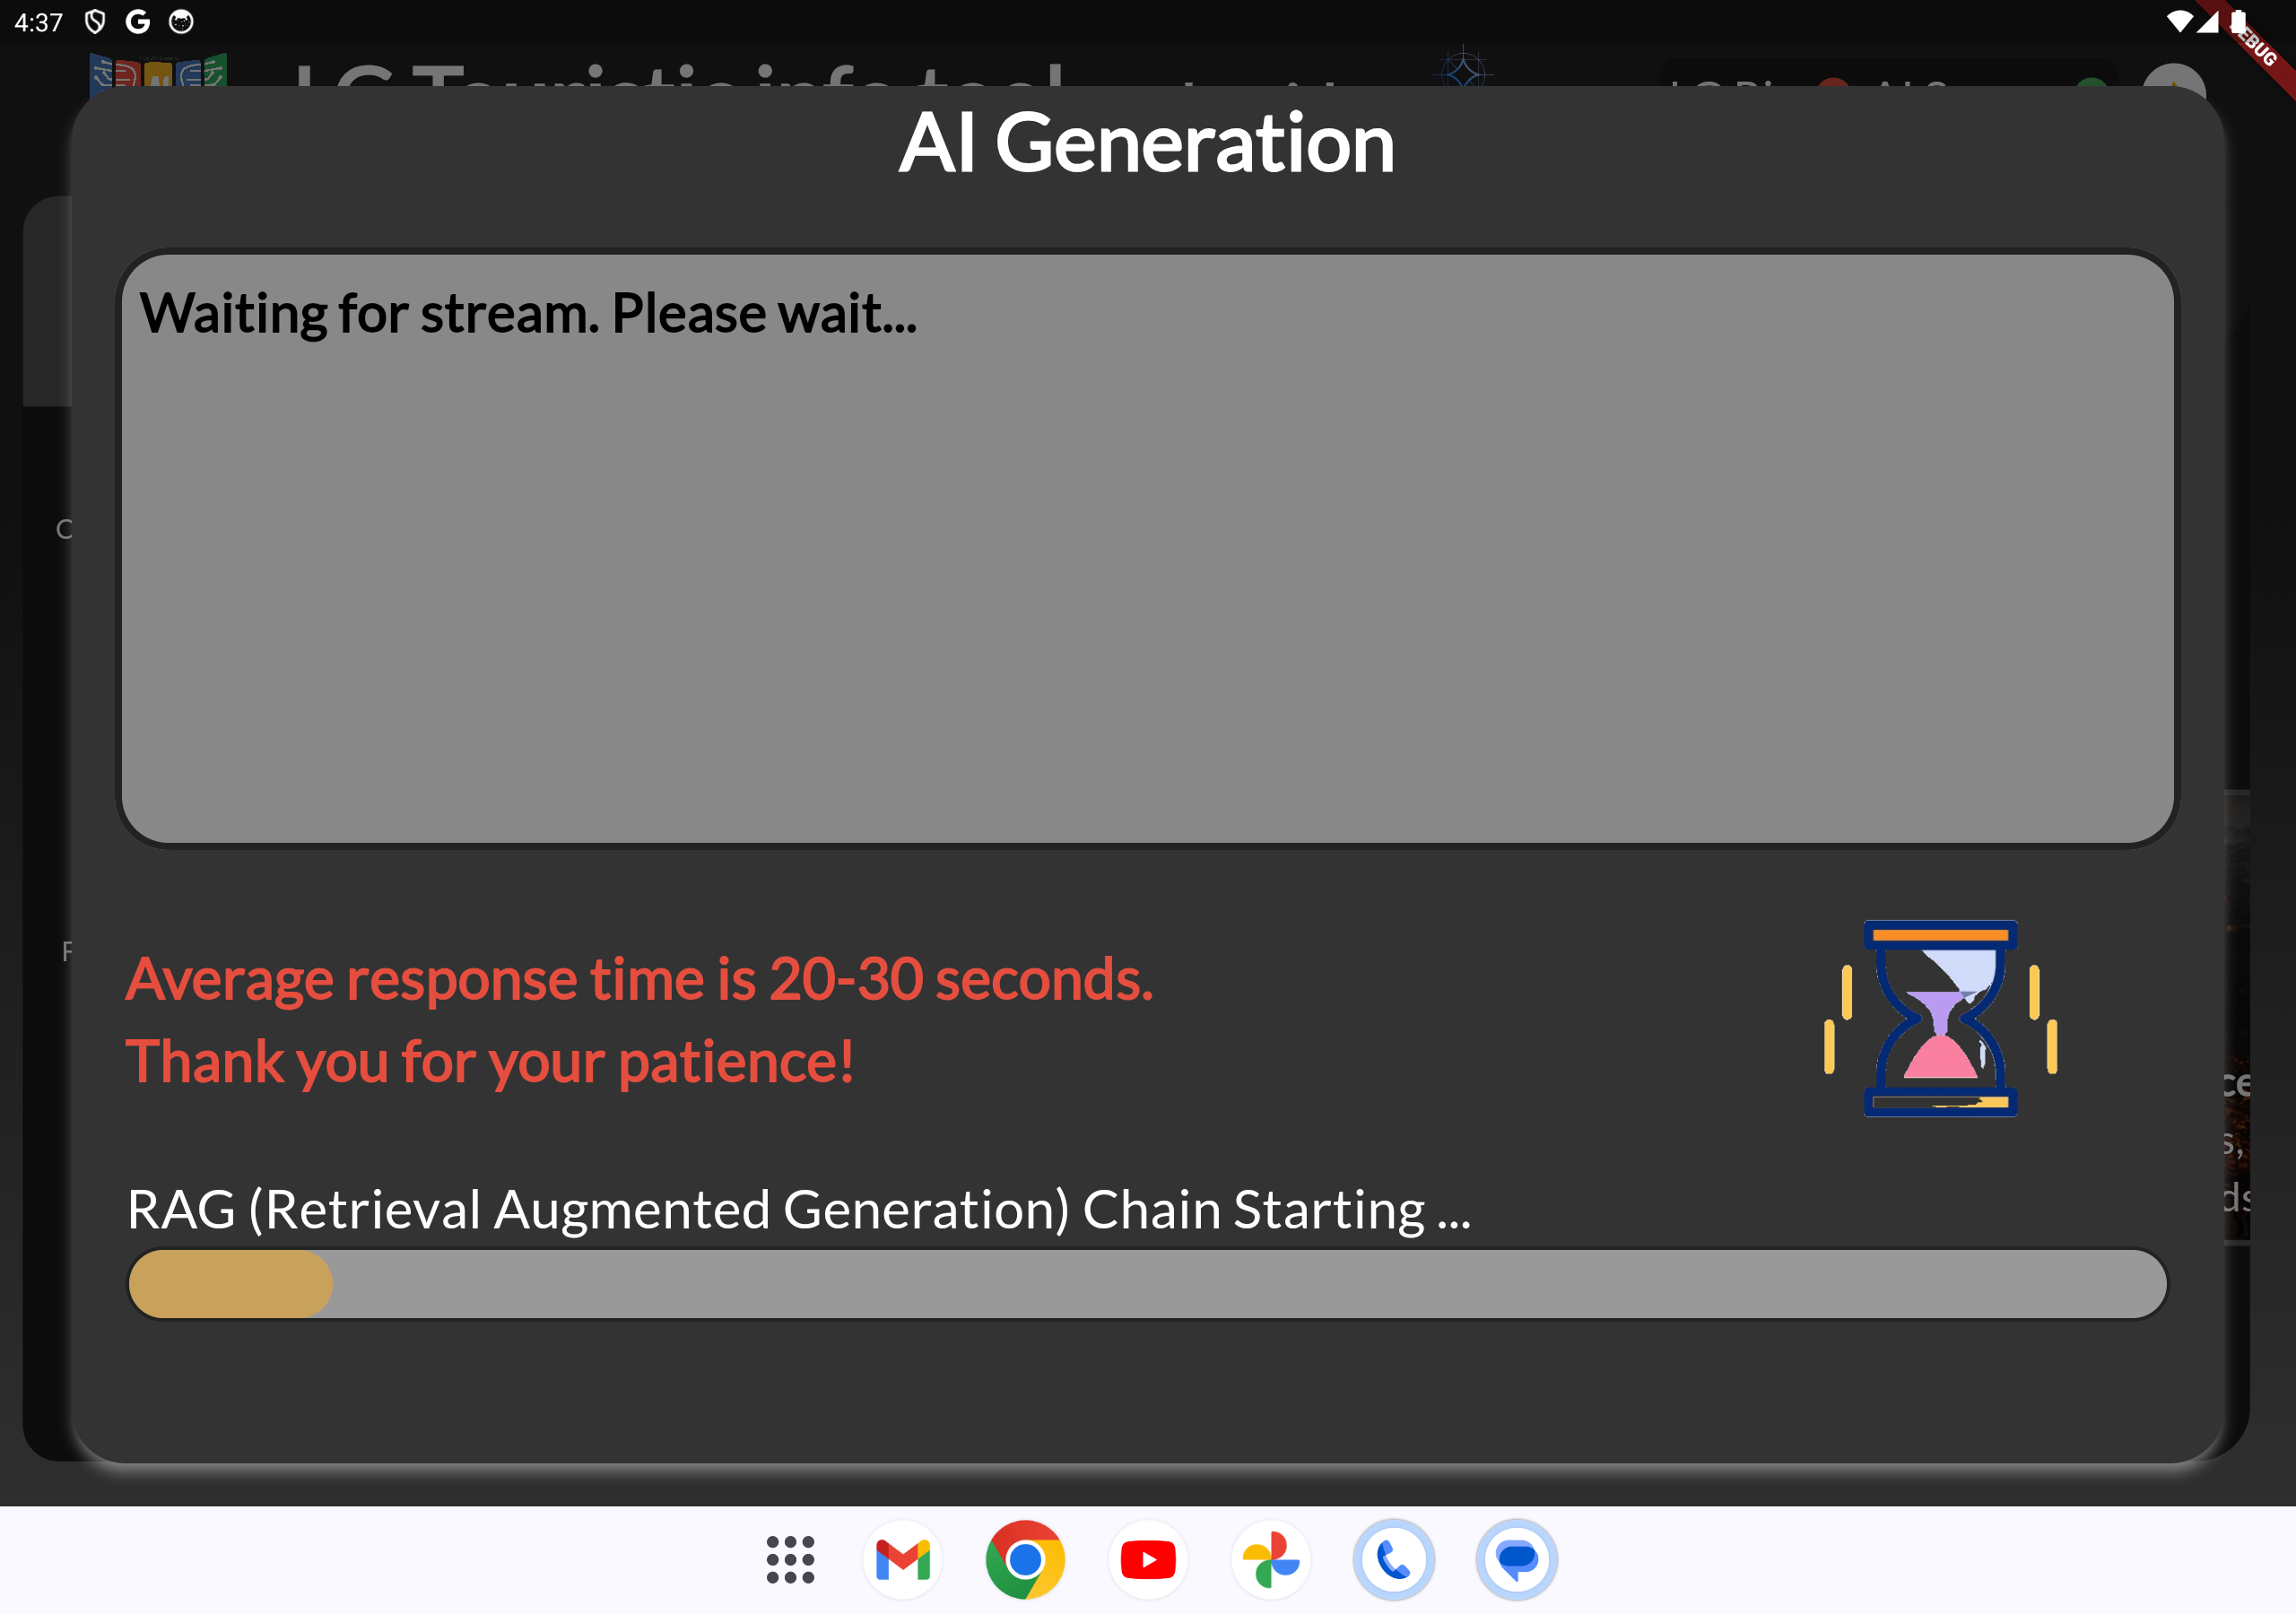 4:37
AI Generation
Waiting for stream. Please wait...
Average response time is 20-30 seconds.
Thank you for your patience!
RAG (Retrieval Augmented Generation) Chain Starting ...